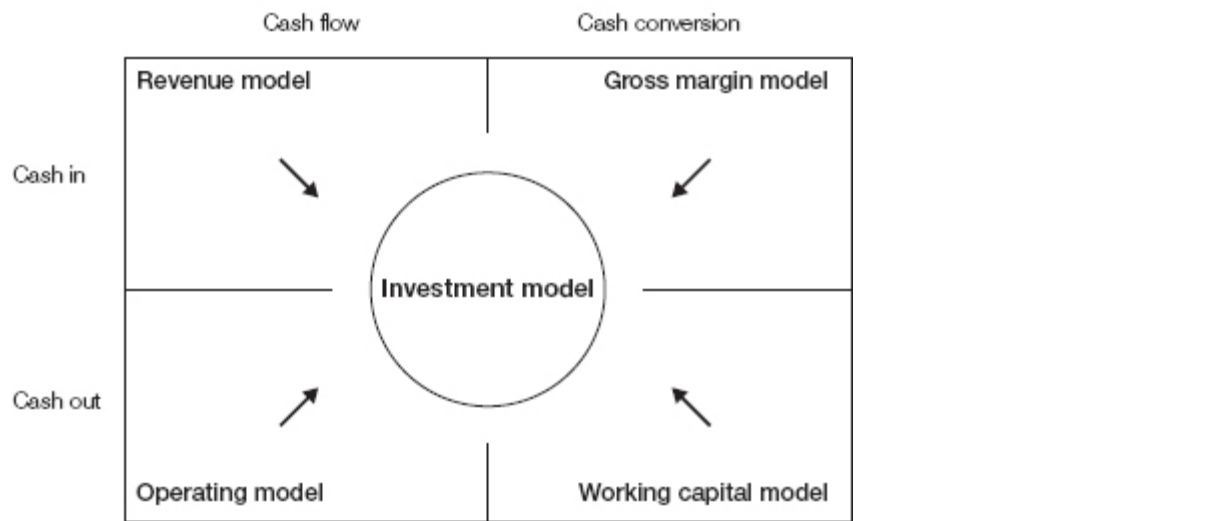 Cash flow
Cash conversion
Revenue model
Gross margin model
Cash in
Investment model
Cash out
Operating model
Working capital model